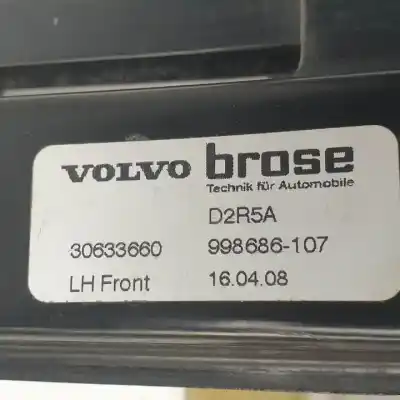 VOLVO brose
Technik für Automobile
D2R5A
30633660 998686-107
LH Front 16.04.08